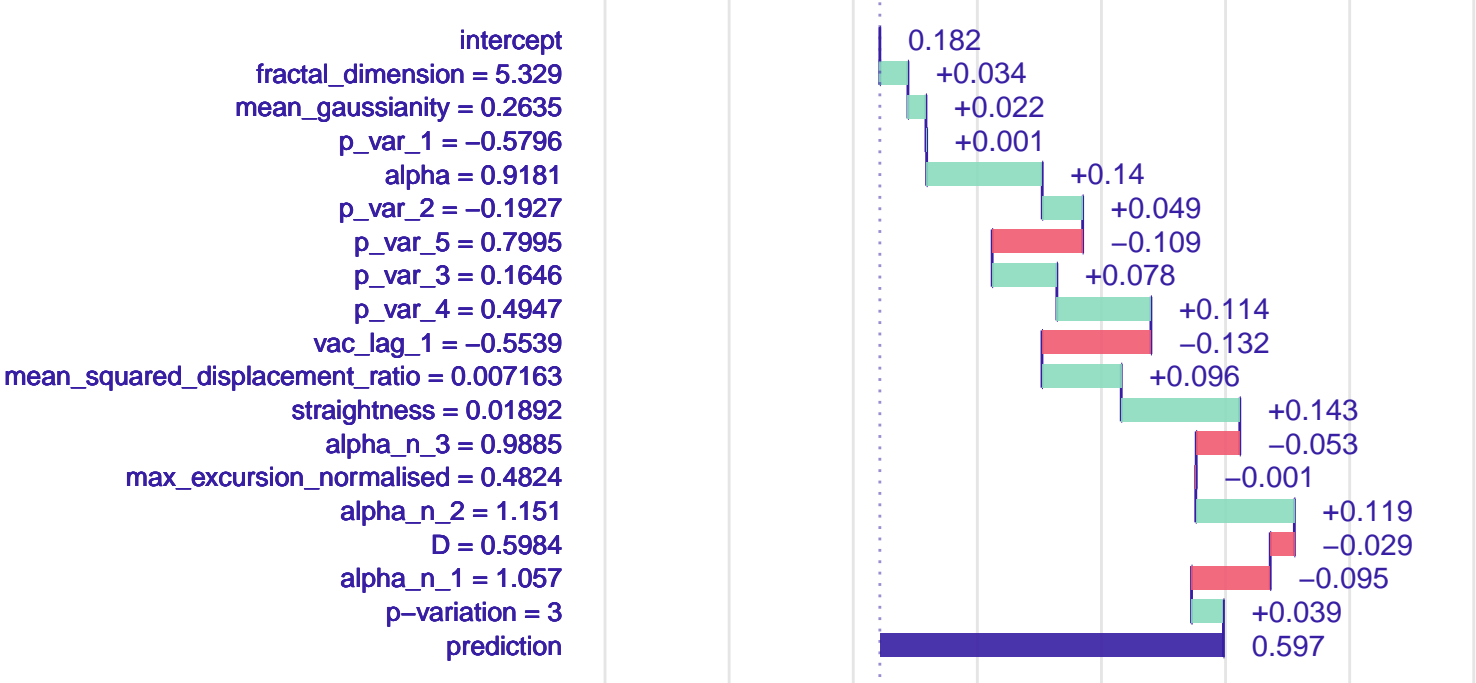 intercept 0.182
fractal_dimension = 5.329 +0.034
mean_gaussianity = 0.2635 +0.022
p_var_1 = −0.5796 +0.001
alpha = 0.9181 +0.14
p_var_2 = −0.1927 +0.049
p_var_5 = 0.7995 −0.109
p_var_3 = 0.1646 +0.078
p_var_4 = 0.4947 +0.114
vac_lag_1 = −0.5539 −0.132
mean_squared_displacement_ratio = 0.007163 +0.096
straightness = 0.01892 +0.143
alpha_n_3 = 0.9885 −0.053
max_excursion_normalised = 0.4824 −0.001
alpha_n_2 = 1.151 +0.119
D = 0.5984 −0.029
alpha_n_1 = 1.057 −0.095
p−variation = 3 +0.039
prediction 0.597